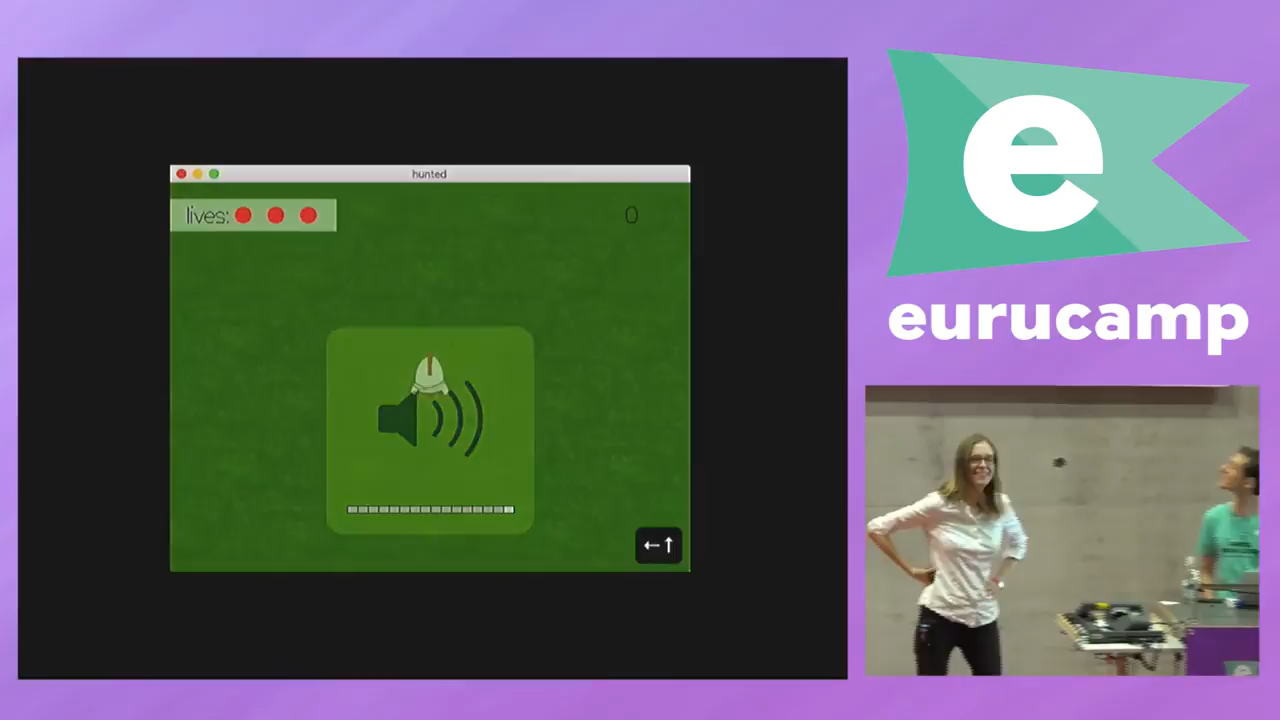 hunted
lives:
0
←↑
e
eurucamp